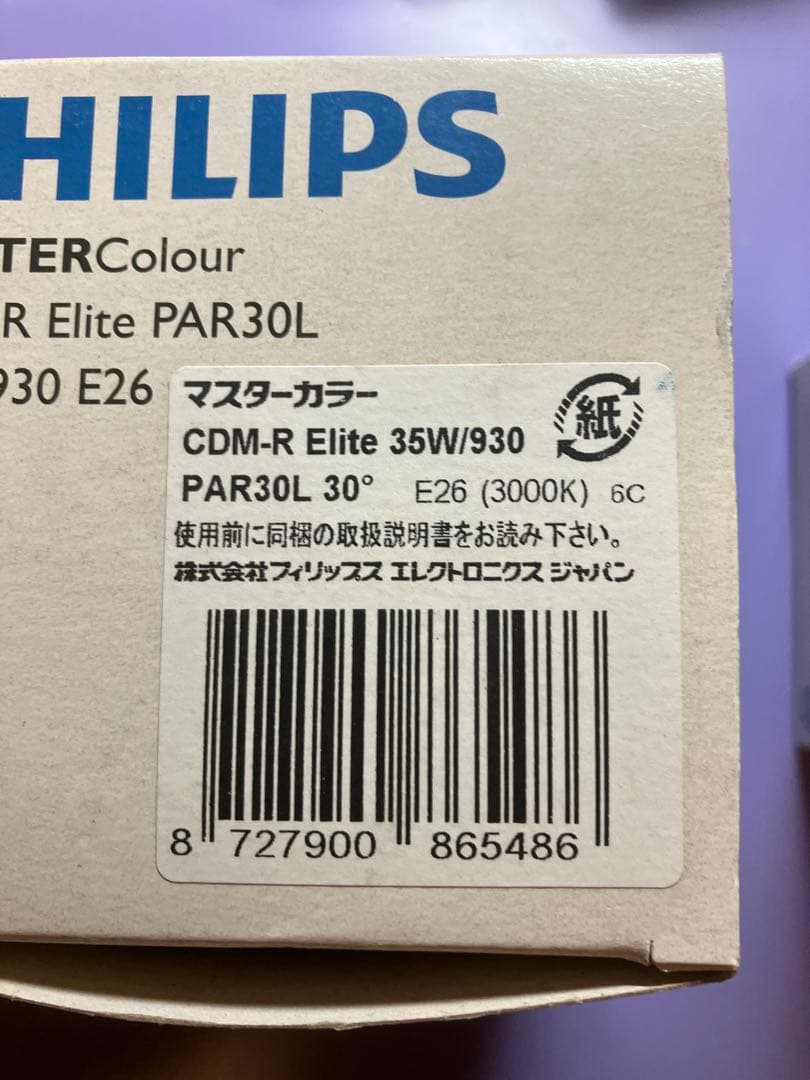 HILIPS
TERColour
R Elite PAR30L
930 E26
マスターカラー
紙
CDM-R Elite 35W/930
PAR30L 30° E26 (3000K) 6C
使用前に同梱の取扱説明書をお読み下さい。
株式会社フィリップス エレクトロニクス ジャパン
8 727900 865486